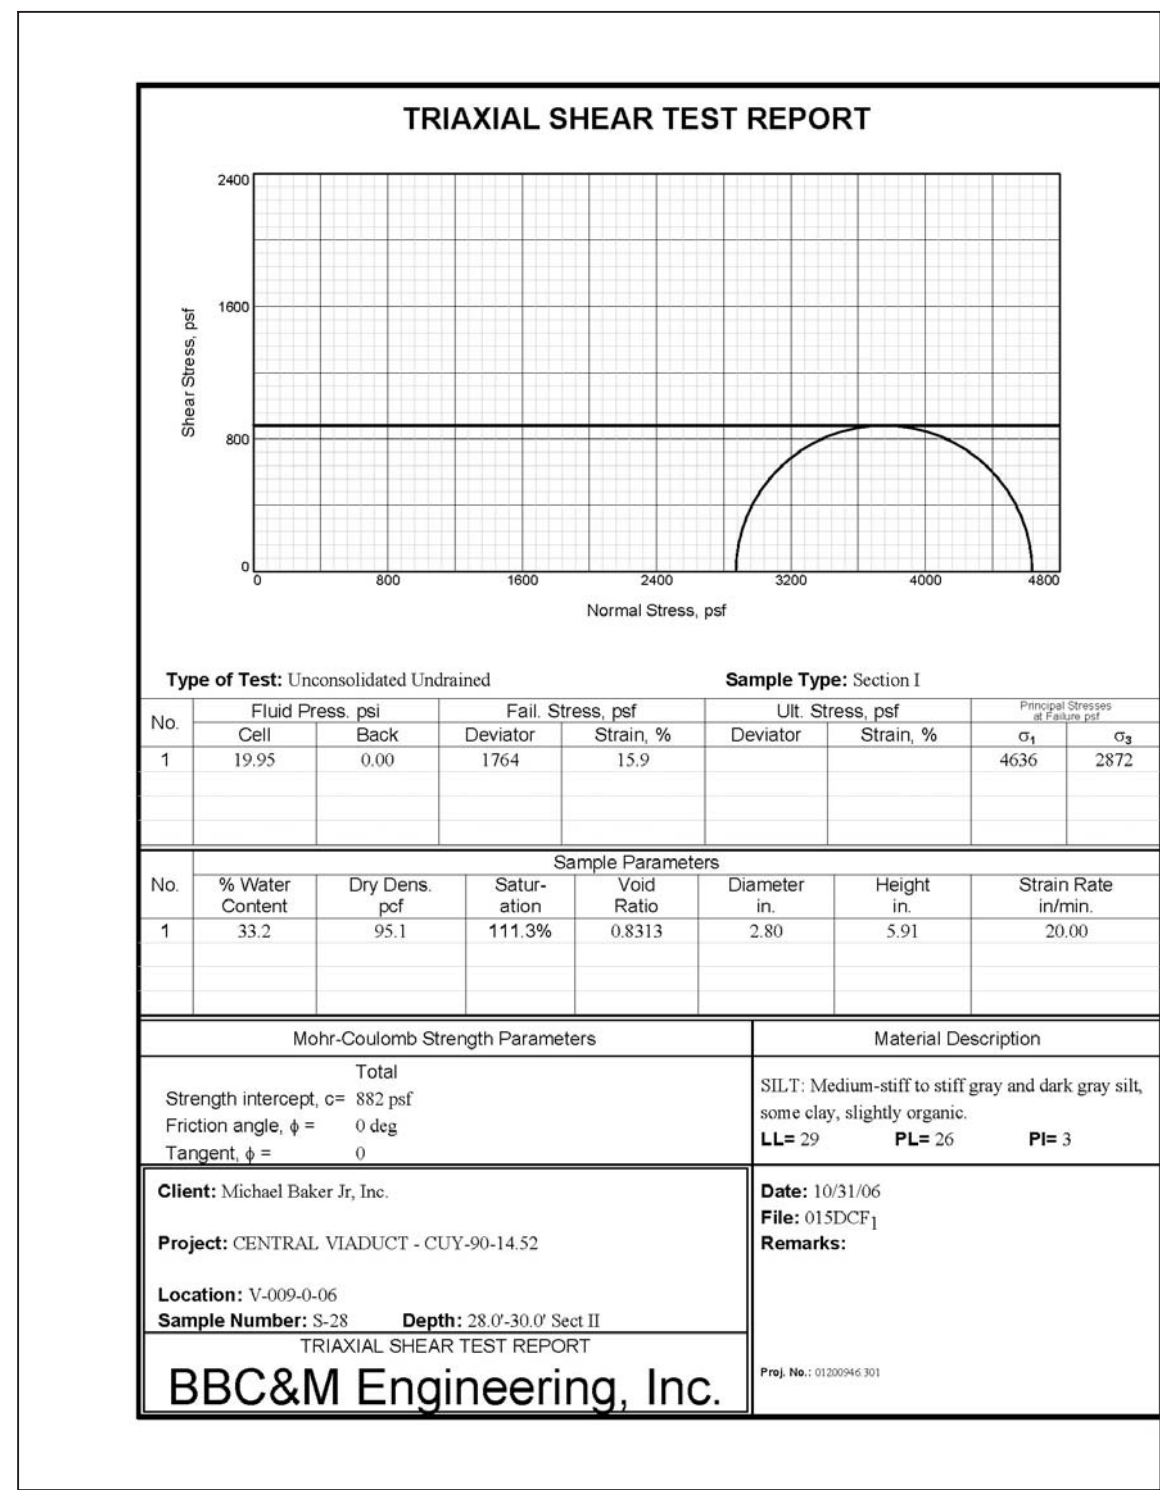 TRIAXIAL SHEAR TEST REPORT
2400
1600
800
0
Shear Stress, psf
0 800 1600 2400 3200 4000 4800
Normal Stress, psf
Type of Test: Unconsolidated Undrained Sample Type: Section I
No. Fluid Press. psi Fail. Stress, psf Ult. Stress, psf Principal Stresses at Failure psf
Cell Back Deviator Strain, % Deviator Strain, % σ1 σ3
1 19.95 0.00 1764 15.9 4636 2872
Sample Parameters
No. % Water Content Dry Dens. pcf Satur-ation Void Ratio Diameter in. Height in. Strain Rate in/min.
1 33.2 95.1 111.3% 0.8313 2.80 5.91 20.00
Mohr-Coulomb Strength Parameters
Total
Strength intercept, c= 882 psf
Friction angle, ϕ = 0 deg
Tangent, ϕ = 0
Material Description
SILT: Medium-stiff to stiff gray and dark gray silt,
some clay, slightly organic.
LL= 29 PL= 26 PI= 3
Client: Michael Baker Jr, Inc.
Project: CENTRAL VIADUCT - CUY-90-14.52
Location: V-009-0-06
Sample Number: S-28 Depth: 28.0'-30.0' Sect II
TRIAXIAL SHEAR TEST REPORT
BBC&M Engineering, Inc.
Date: 10/31/06
File: 015DCF1
Remarks:
Proj. No.: 01200946.301